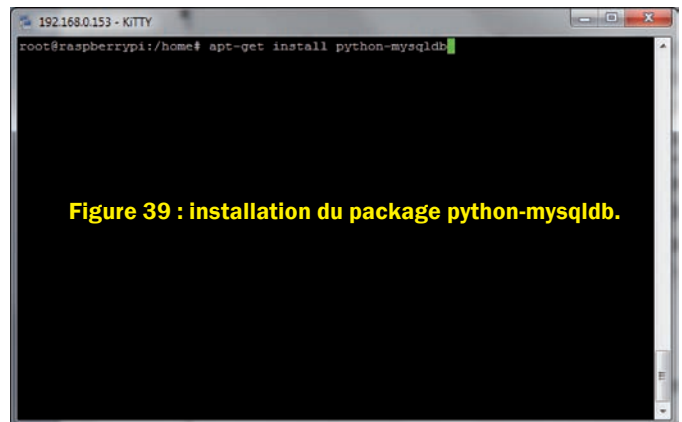 192.168.0.153 - KiTTY
root@raspberrypi:/home# apt-get install python-mysqldb
Figure 39 : installation du package python-mysqldb.